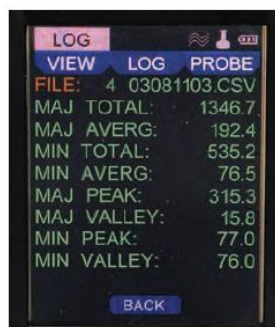 LOG
VIEW LOG PROBE
FILE: 4 03081103.CSV
MAJ TOTAL: 1346.7
MAJ AVERG: 192.4
MIN TOTAL: 535.2
MIN AVERG: 76.5
MAJ PEAK: 315.3
MAJ VALLEY: 15.8
MIN PEAK: 77.0
MIN VALLEY: 76.0
BACK